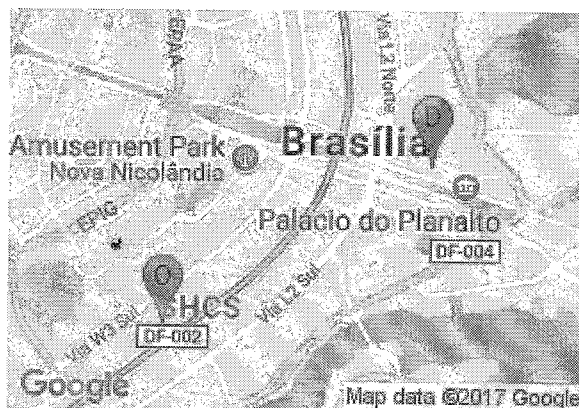 EPAA
Via L2 Norte
D
Brasília
Amusement Park
Nova Nicolândia
Palácio do Planalto
DF-004
EPIG
O
SHCS
Via W3 Sul
DF-002
Via L2 Sul
Google
Map data ©2017 Google